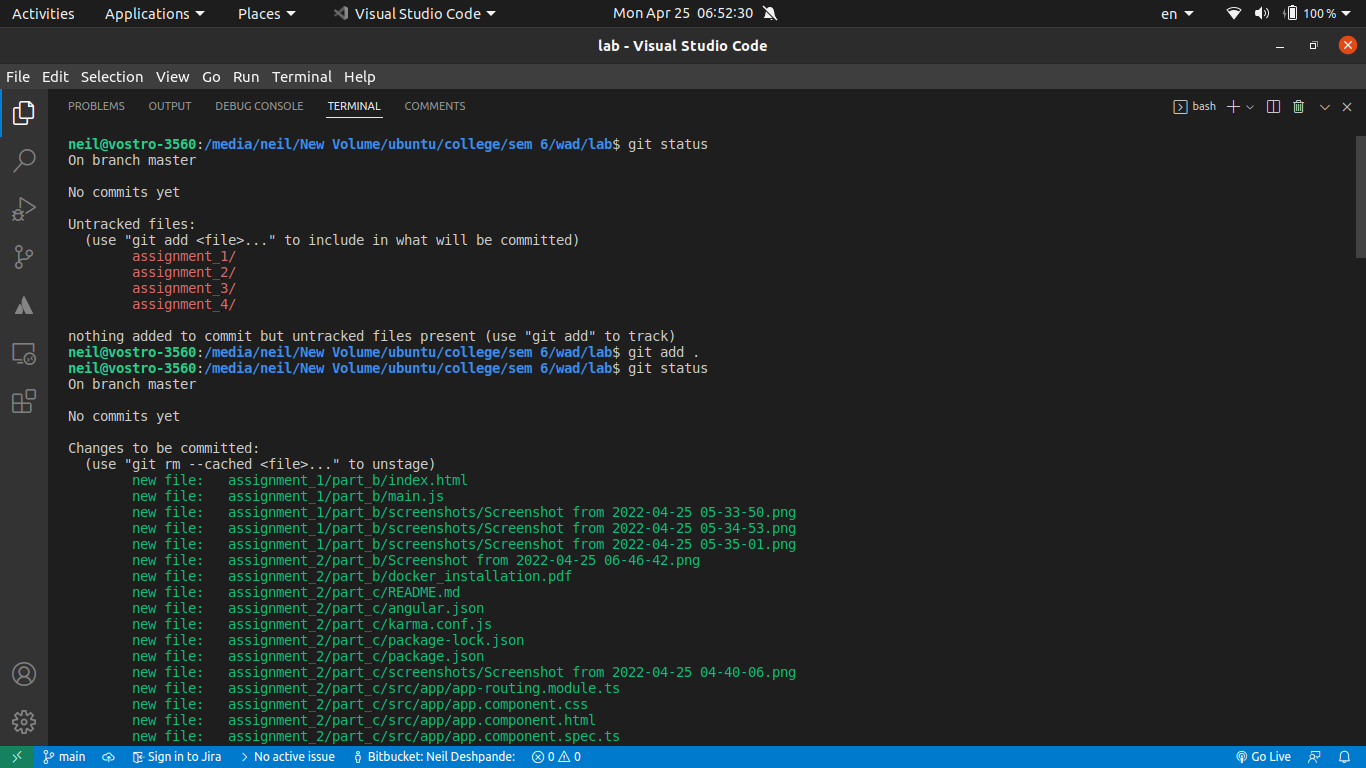 Activities Applications Places Visual Studio Code Mon Apr 25 06:52:30 en 100 %
lab - Visual Studio Code
File Edit Selection View Go Run Terminal Help
PROBLEMS OUTPUT DEBUG CONSOLE TERMINAL COMMENTS bash
neil@vostro-3560:/media/neil/New Volume/ubuntu/college/sem 6/wad/lab$ git status
On branch master
No commits yet
Untracked files:
(use "git add <file>..." to include in what will be committed)
assignment_1/
assignment_2/
assignment_3/
assignment_4/
nothing added to commit but untracked files present (use "git add" to track)
neil@vostro-3560:/media/neil/New Volume/ubuntu/college/sem 6/wad/lab$ git add .
neil@vostro-3560:/media/neil/New Volume/ubuntu/college/sem 6/wad/lab$ git status
On branch master
No commits yet
Changes to be committed:
(use "git rm --cached <file>..." to unstage)
new file: assignment_1/part_b/index.html
new file: assignment_1/part_b/main.js
new file: assignment_1/part_b/screenshots/Screenshot from 2022-04-25 05-33-50.png
new file: assignment_1/part_b/screenshots/Screenshot from 2022-04-25 05-34-53.png
new file: assignment_1/part_b/screenshots/Screenshot from 2022-04-25 05-35-01.png
new file: assignment_2/part_b/Screenshot from 2022-04-25 06-46-42.png
new file: assignment_2/part_b/docker_installation.pdf
new file: assignment_2/part_c/README.md
new file: assignment_2/part_c/angular.json
new file: assignment_2/part_c/karma.conf.js
new file: assignment_2/part_c/package-lock.json
new file: assignment_2/part_c/package.json
new file: assignment_2/part_c/screenshots/Screenshot from 2022-04-25 04-40-06.png
new file: assignment_2/part_c/src/app/app-routing.module.ts
new file: assignment_2/part_c/src/app/app.component.css
new file: assignment_2/part_c/src/app/app.component.html
new file: assignment_2/part_c/src/app/app.component.spec.ts
main Sign in to Jira No active issue Bitbucket: Neil Deshpande: 0 0 Go Live